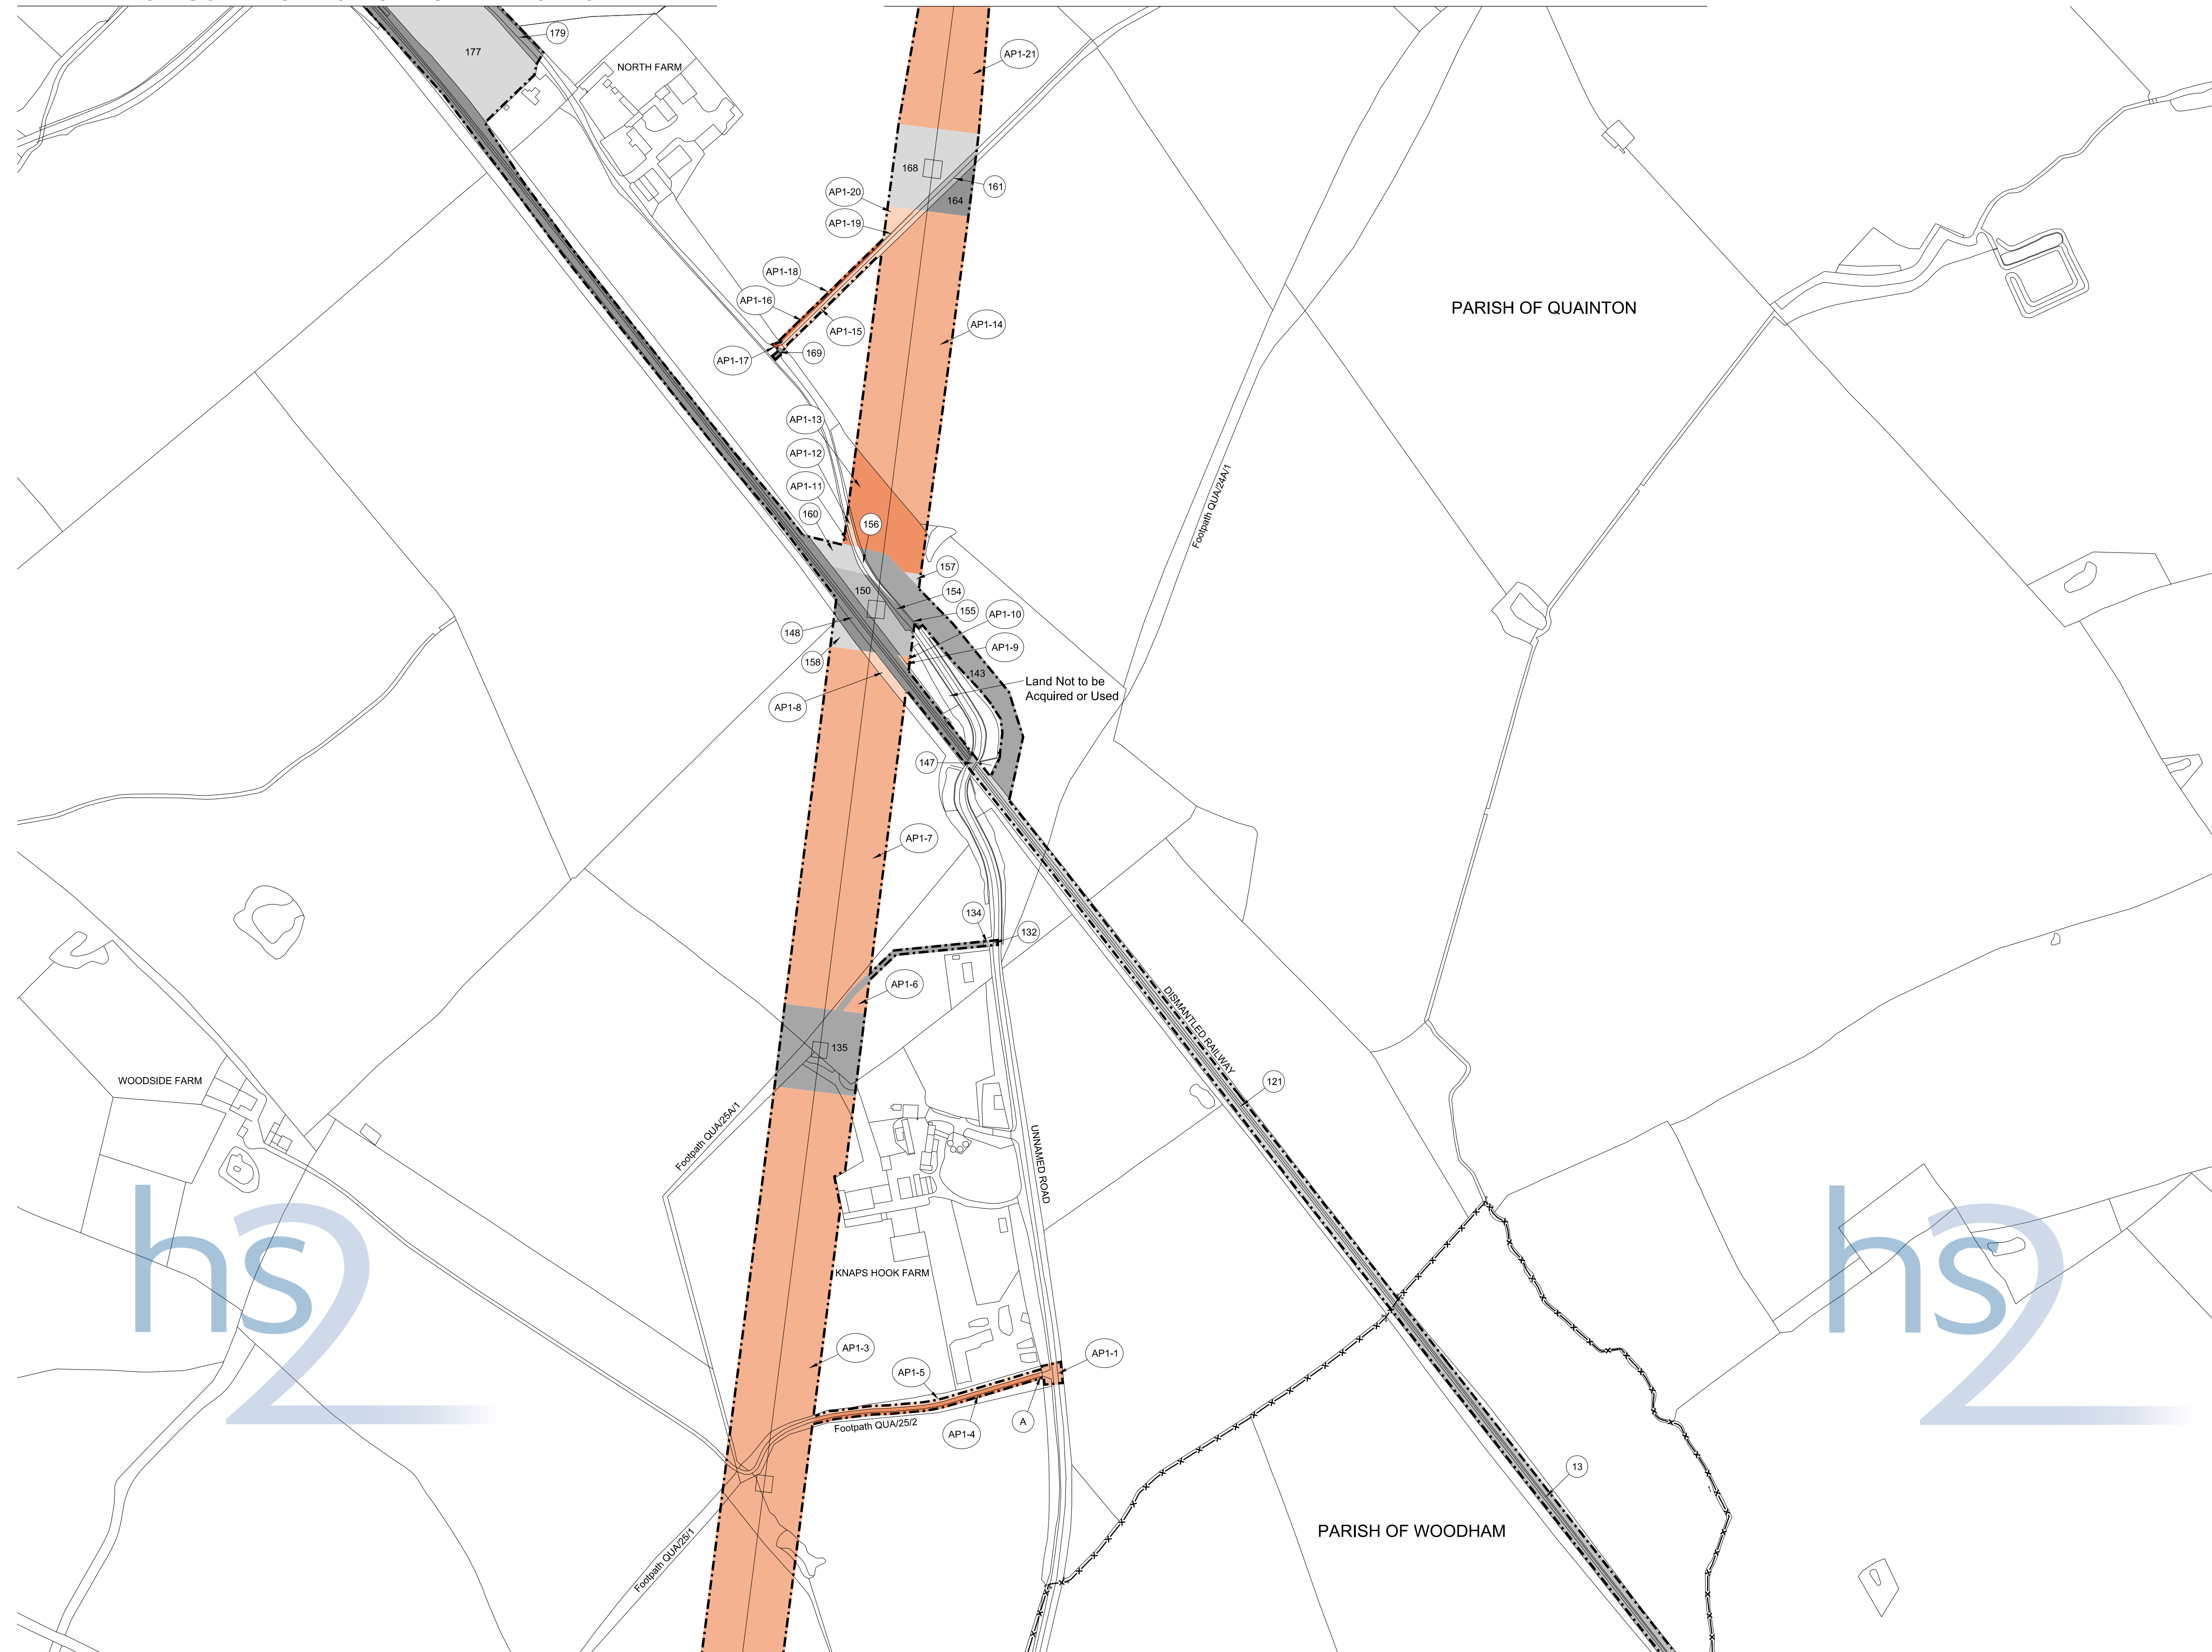 179
177
NORTH FARM
AP1-21
168
161
164
AP1-20
AP1-19
AP1-18
AP1-16
AP1-15
AP1-17
169
AP1-14
PARISH OF QUAINTON
AP1-13
AP1-12
AP1-11
160
156
Footpath QUA/24A/1
157
150
154
155
AP1-10
148
AP1-9
158
143
Land Not to be
Acquired or Used
AP1-8
147
AP1-7
134
132
AP1-6
135
DISMANTLED RAILWAY
WOODSIDE FARM
121
Footpath QUA/25A/1
UNNAMED ROAD
KNAPS HOOK FARM
hs2
hs2
AP1-3
AP1-1
AP1-5
A
Footpath QUA/25/2
AP1-4
13
PARISH OF WOODHAM
Footpath QUA/25/1